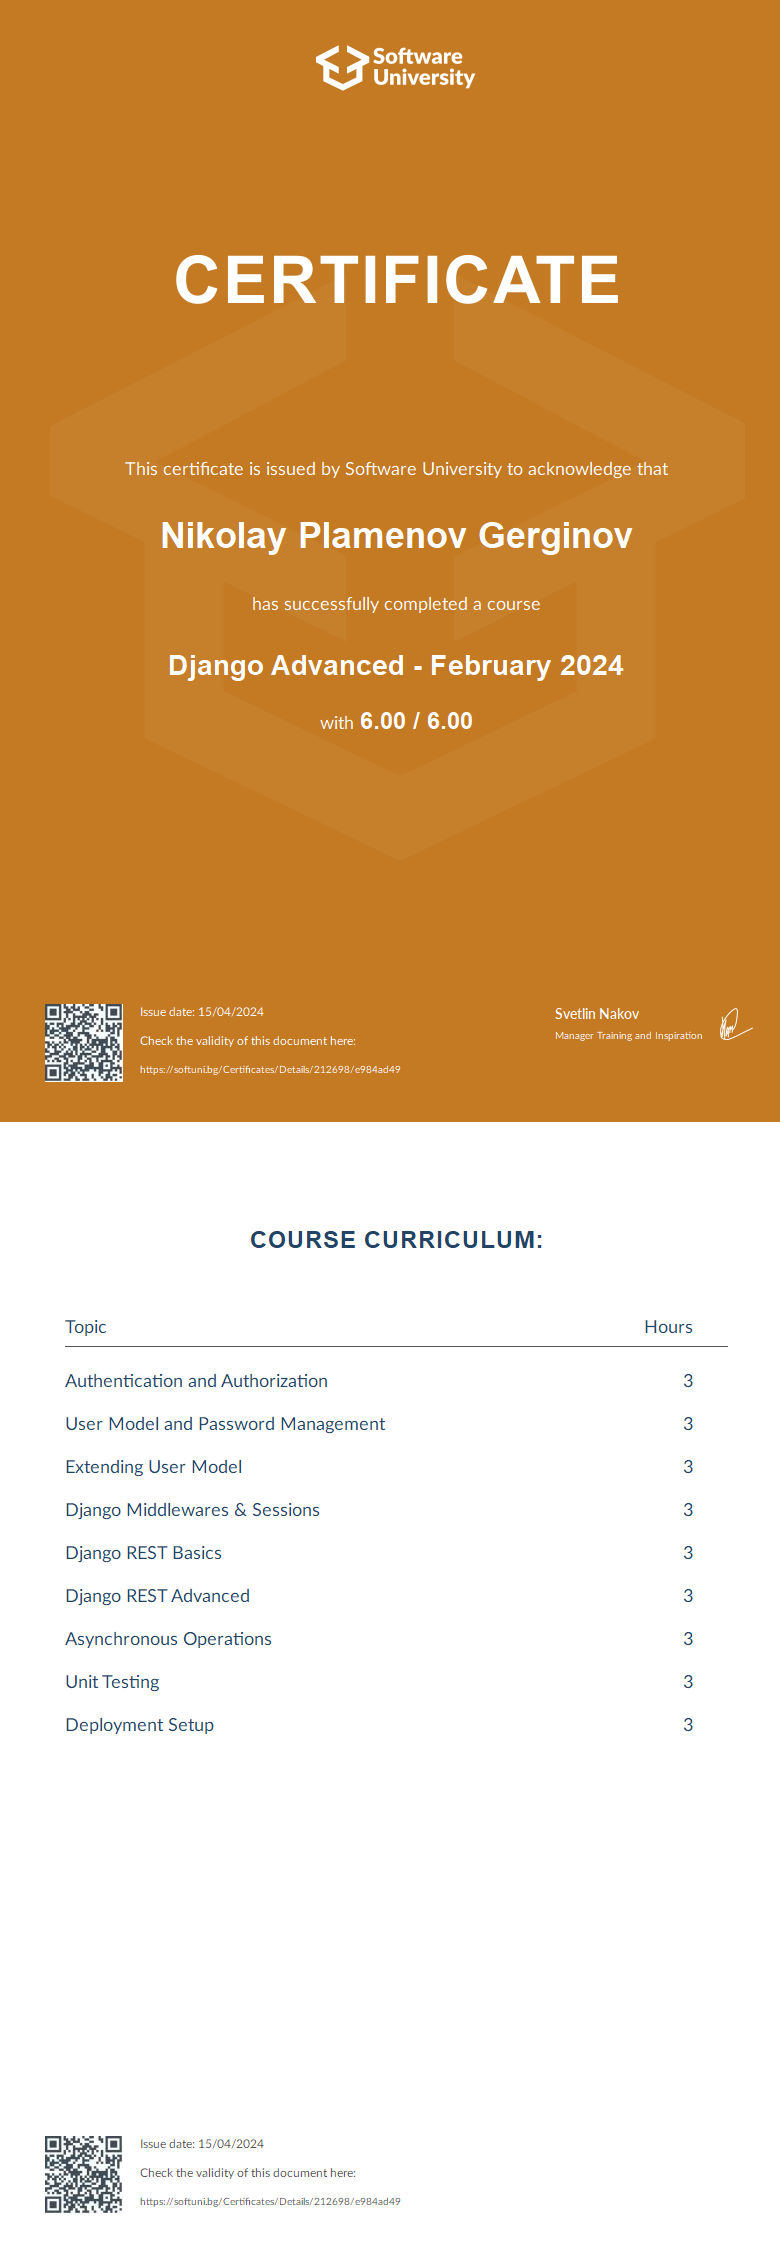 Software
University
CERTIFICATE
This certificate is issued by Software University to acknowledge that
Nikolay Plamenov Gerginov
has successfully completed a course
Django Advanced - February 2024
with 6.00 / 6.00
Issue date: 15/04/2024
Check the validity of this document here:
https://softuni.bg/Certificates/Details/212698/e984ad49
Svetlin Nakov
Manager Training and Inspiration
COURSE CURRICULUM:
Topic Hours
Authentication and Authorization 3
User Model and Password Management 3
Extending User Model 3
Django Middlewares & Sessions 3
Django REST Basics 3
Django REST Advanced 3
Asynchronous Operations 3
Unit Testing 3
Deployment Setup 3
Issue date: 15/04/2024
Check the validity of this document here:
https://softuni.bg/Certificates/Details/212698/e984ad49